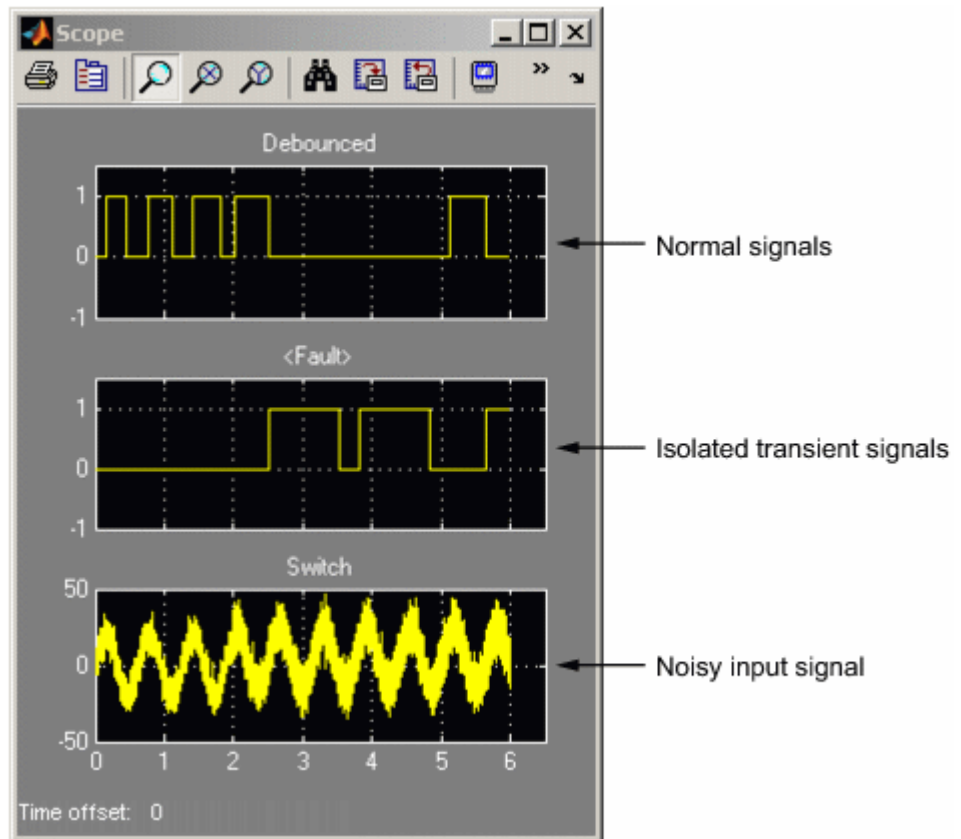 Scope
Debounced
1
0
-1
Normal signals
<Fault>
1
0
-1
Isolated transient signals
Switch
50
0
-50
Noisy input signal
0 1 2 3 4 5 6
Time offset: 0